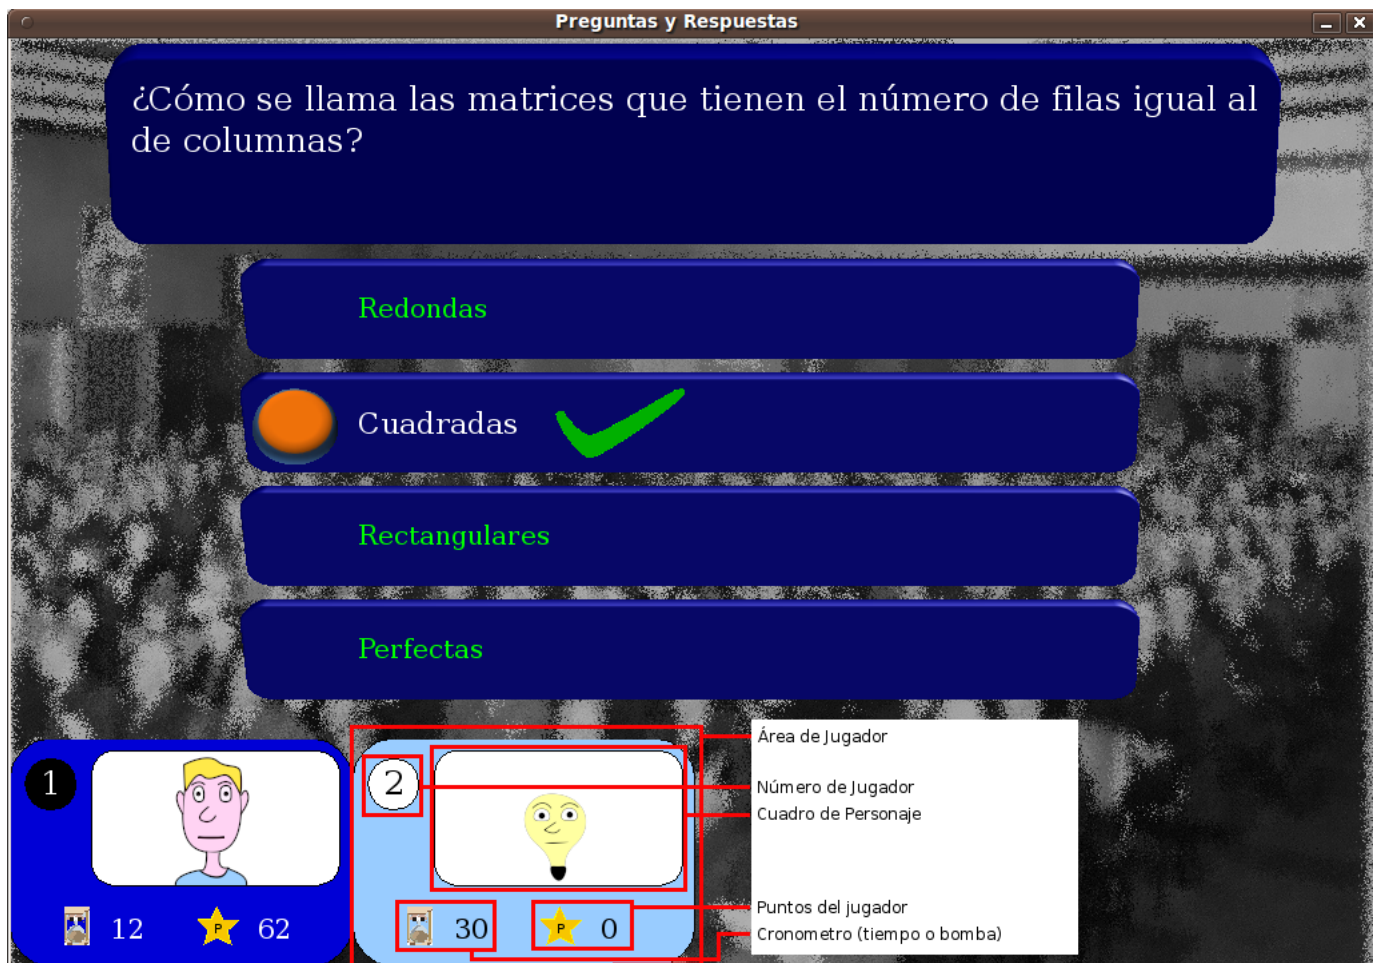 Preguntas y Respuestas
¿Cómo se llama las matrices que tienen el número de filas igual al
de columnas?
Redondas
Cuadradas
Rectangulares
Perfectas
1
12
P
62
2
30
P
0
Área de Jugador
Número de Jugador
Cuadro de Personaje
Puntos del jugador
Cronometro (tiempo o bomba)